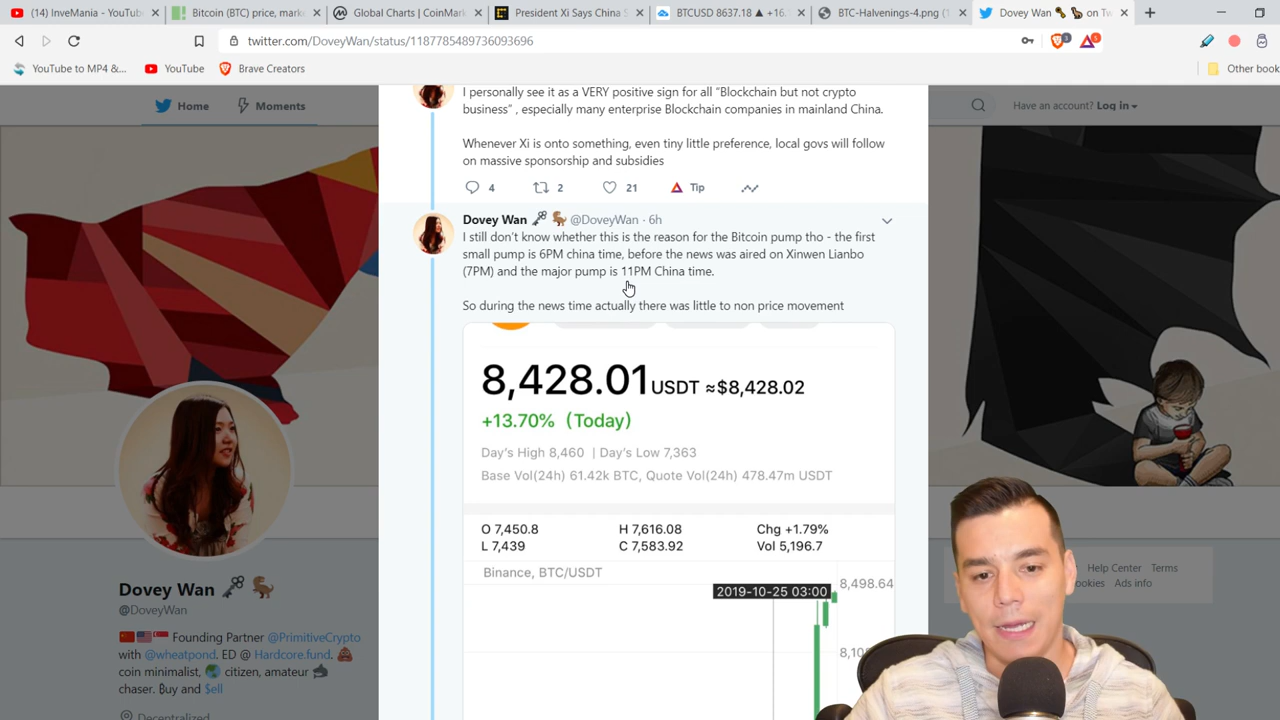 (14) InveMania - YouTub
Bitcoin (BTC) price, mark
Global Charts | CoinMark
President Xi Says China S
BTCUSD 8637.18 ▲ +16.
BTC-Halvenings-4.png (1
Dovey Wan on Tw
twitter.com/DoveyWan/status/1187785489736093696
YouTube to MP4 &...
YouTube
Brave Creators
Other book
Home
Moments
Have an account? Log in
I personally see it as a VERY positive sign for all "Blockchain but not crypto
business" , especially many enterprise Blockchain companies in mainland China.
Whenever Xi is onto something, even tiny little preference, local govs will follow
on massive sponsorship and subsidies
4
2
21
Tip
Dovey Wan @DoveyWan · 6h
I still don't know whether this is the reason for the Bitcoin pump tho - the first
small pump is 6PM china time, before the news was aired on Xinwen Lianbo
(7PM) and the major pump is 11PM China time.
So during the news time actually there was little to non price movement
8,428.01 USDT ≈$8,428.02
+13.70% (Today)
Day's High 8,460 | Day's Low 7,363
Base Vol(24h) 61.42k BTC, Quote Vol(24h) 478.47m USDT
O 7,450.8 H 7,616.08 Chg +1.79%
L 7,439 C 7,583.92 Vol 5,196.7
Binance, BTC/USDT
2019-10-25 03:00
8,498.64
Dovey Wan
@DoveyWan
Founding Partner @PrimitiveCrypto
with @wheatpond. ED @ Hardcore.fund.
coin minimalist, citizen, amateur
chaser. ₿uy and $ell
Decentralized
Help Center Terms
Ads info